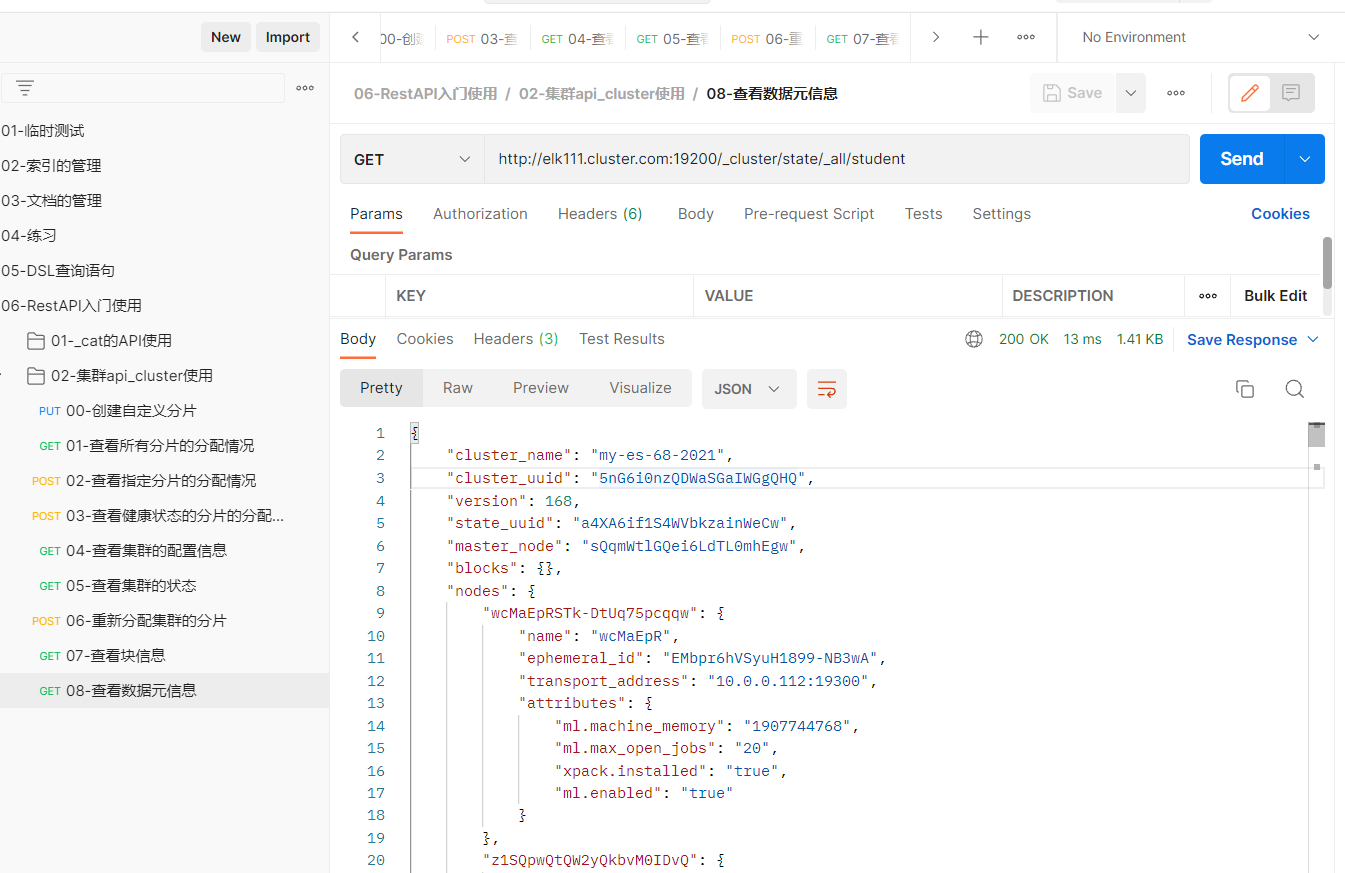 New Import
00-创建 POST 03-查 GET 04-查看 GET 05-查看 POST 06-重 GET 07-查看 No Environment
01-临时测试
02-索引的管理
03-文档的管理
04-练习
05-DSL查询语句
06-RestAPI入门使用
01-_cat的API使用
02-集群api_cluster使用
PUT 00-创建自定义分片
GET 01-查看所有分片的分配情况
POST 02-查看指定分片的分配情况
POST 03-查看健康状态的分片的分配...
GET 04-查看集群的配置信息
GET 05-查看集群的状态
POST 06-重新分配集群的分片
GET 07-查看块信息
GET 08-查看数据元信息
06-RestAPI入门使用 / 02-集群api_cluster使用 / 08-查看数据元信息 Save
GET http://elk111.cluster.com:19200/_cluster/state/_all/student Send
Params Authorization Headers (6) Body Pre-request Script Tests Settings Cookies
Query Params
KEY VALUE DESCRIPTION Bulk Edit
Body Cookies Headers (3) Test Results 200 OK 13 ms 1.41 KB Save Response
Pretty Raw Preview Visualize JSON
1 {
2 "cluster_name": "my-es-68-2021",
3 "cluster_uuid": "5nG6i0nzQDWaSGaIWGgQHQ",
4 "version": 168,
5 "state_uuid": "a4XA6if1S4WVbkzainWeCw",
6 "master_node": "sQqmWtlGQei6LdTL0mhEgw",
7 "blocks": {},
8 "nodes": {
9 "wcMaEpRSTk-DtUq75pcqqw": {
10 "name": "wcMaEpR",
11 "ephemeral_id": "EMbpr6hVSyuH1899-NB3wA",
12 "transport_address": "10.0.0.112:19300",
13 "attributes": {
14 "ml.machine_memory": "1907744768",
15 "ml.max_open_jobs": "20",
16 "xpack.installed": "true",
17 "ml.enabled": "true"
18 }
19 },
20 "z1SQpwQtQW2yQkbvM0IDvQ": {